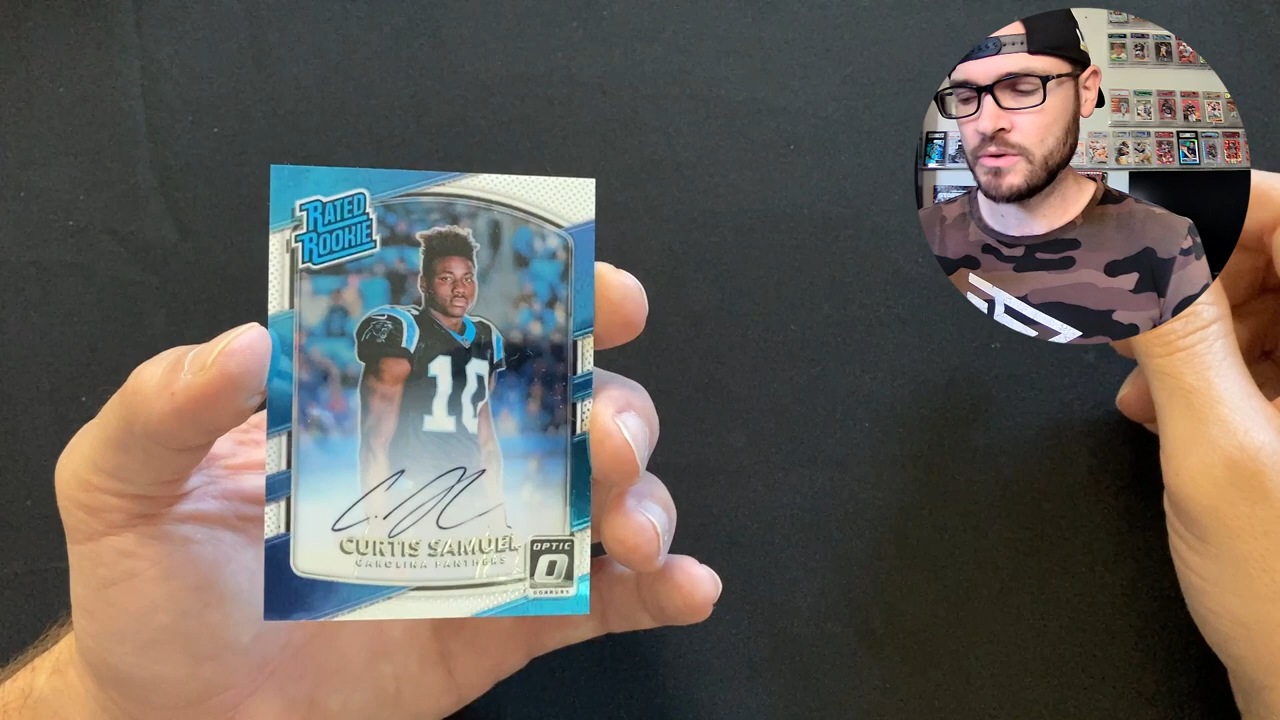 RATED
ROOKIE
10
CURTIS SAMUEL
CAROLINA PANTHERS
OPTIC
O
DONRUSS